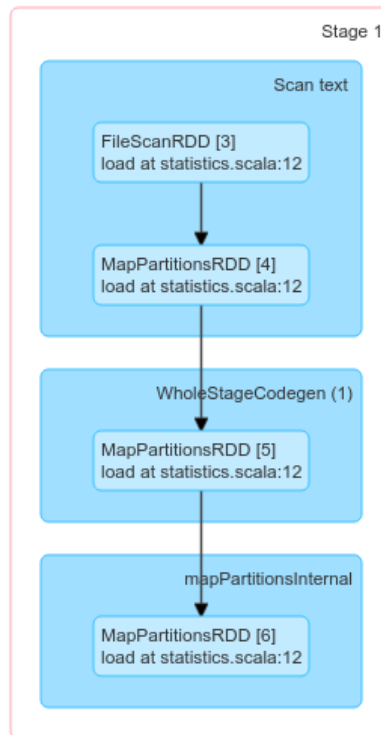 Stage 1
Scan text
FileScanRDD [3]
load at statistics.scala:12
MapPartitionsRDD [4]
load at statistics.scala:12
WholeStageCodegen (1)
MapPartitionsRDD [5]
load at statistics.scala:12
mapPartitionsInternal
MapPartitionsRDD [6]
load at statistics.scala:12